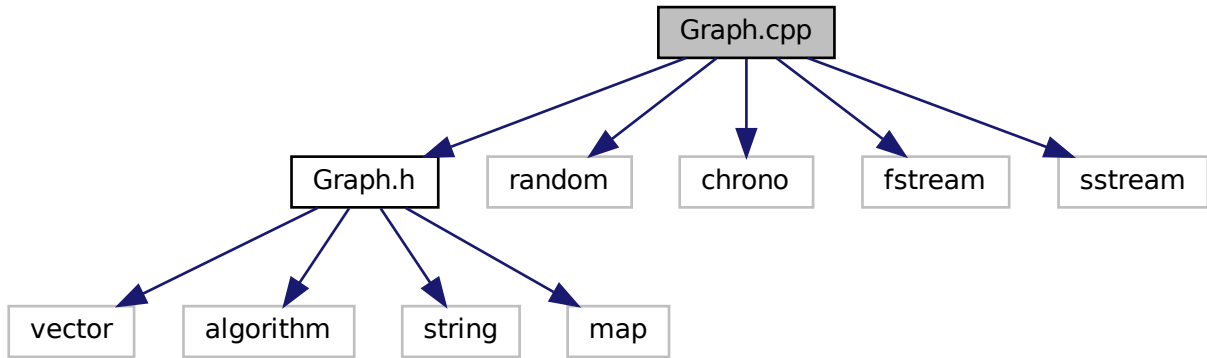 Graph.cpp
Graph.h
random
chrono
fstream
sstream
vector
algorithm
string
map